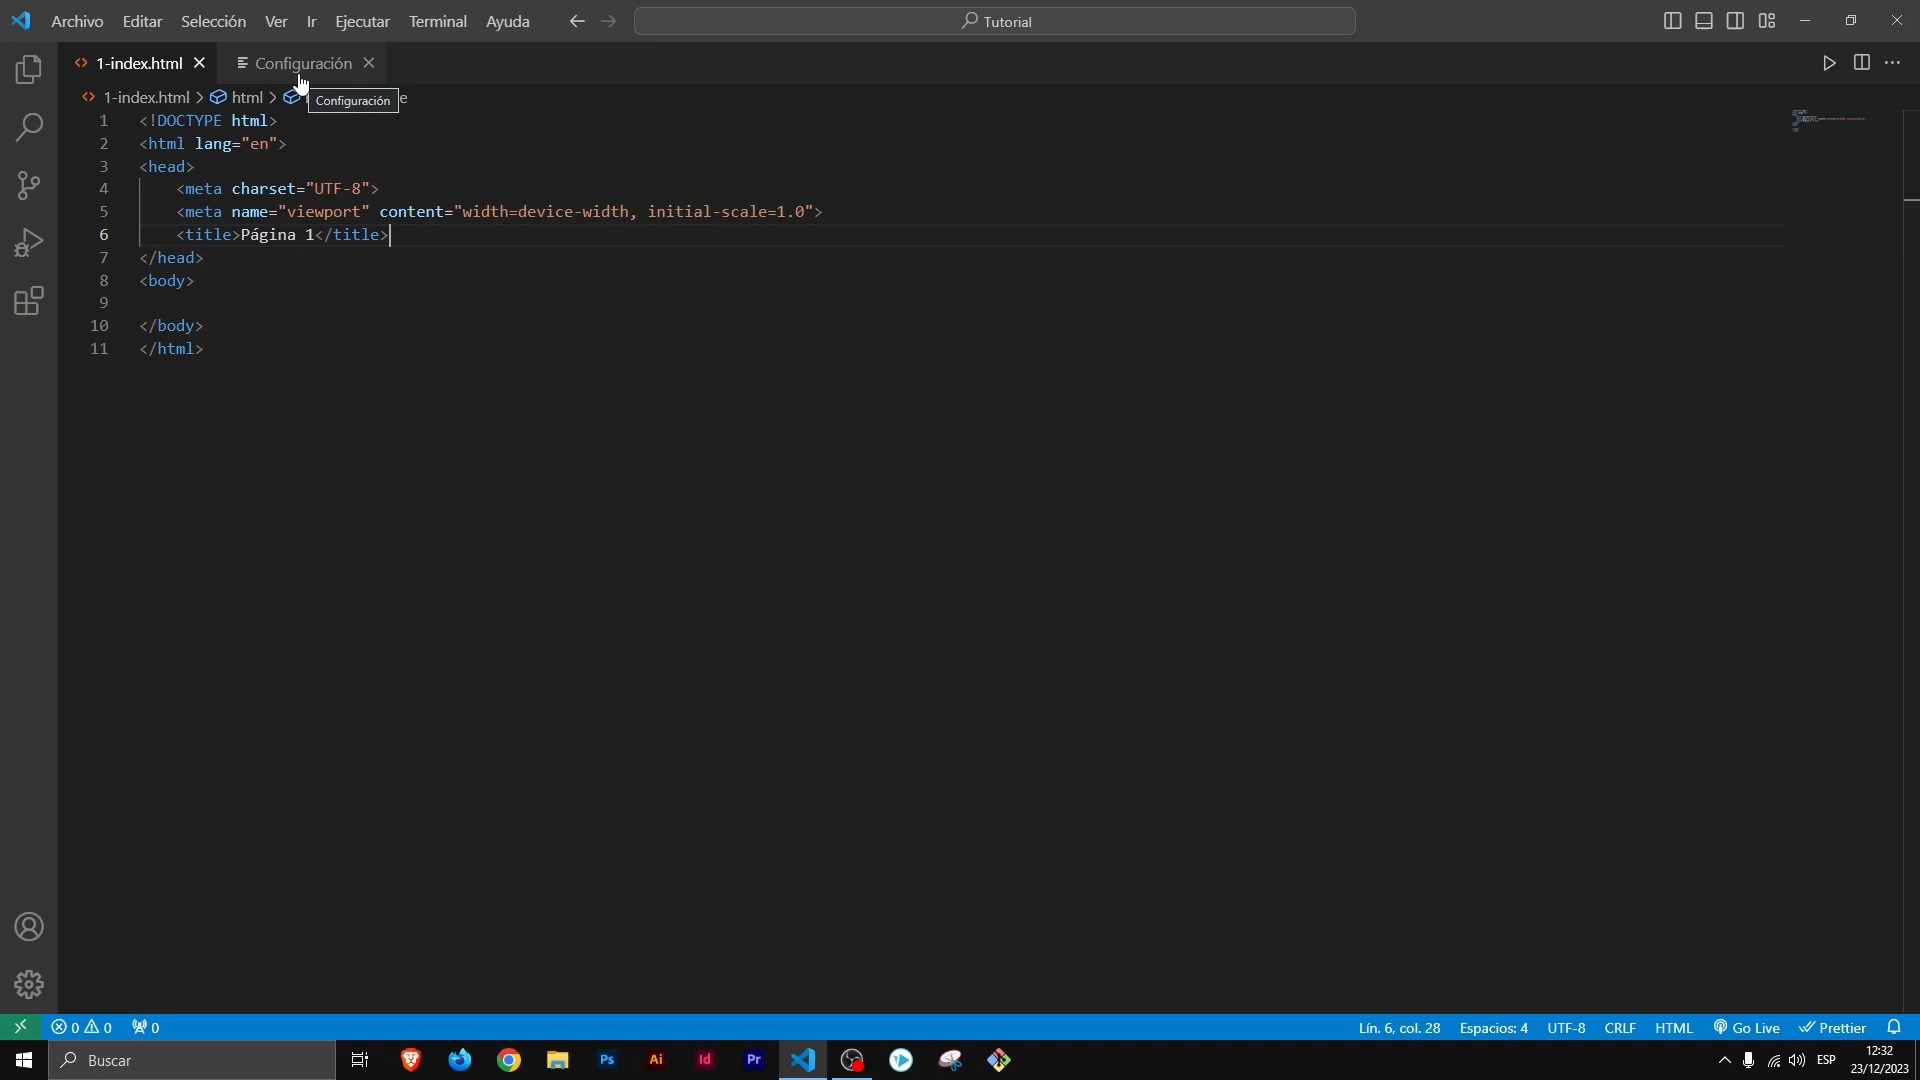 Archivo Editar Selección Ver Ir Ejecutar Terminal Ayuda Tutorial
1-index.html Configuración
1-index.html > html > e
Configuración
1 <!DOCTYPE html>
2 <html lang="en">
3 <head>
4 <meta charset="UTF-8">
5 <meta name="viewport" content="width=device-width, initial-scale=1.0">
6 <title>Página 1</title>
7 </head>
8 <body>
9
10 </body>
11 </html>
0 0 0 Lín. 6, col. 28 Espacios: 4 UTF-8 CRLF HTML Go Live Prettier
Buscar Ps Ai Id Pr ESP 12:32
23/12/2023